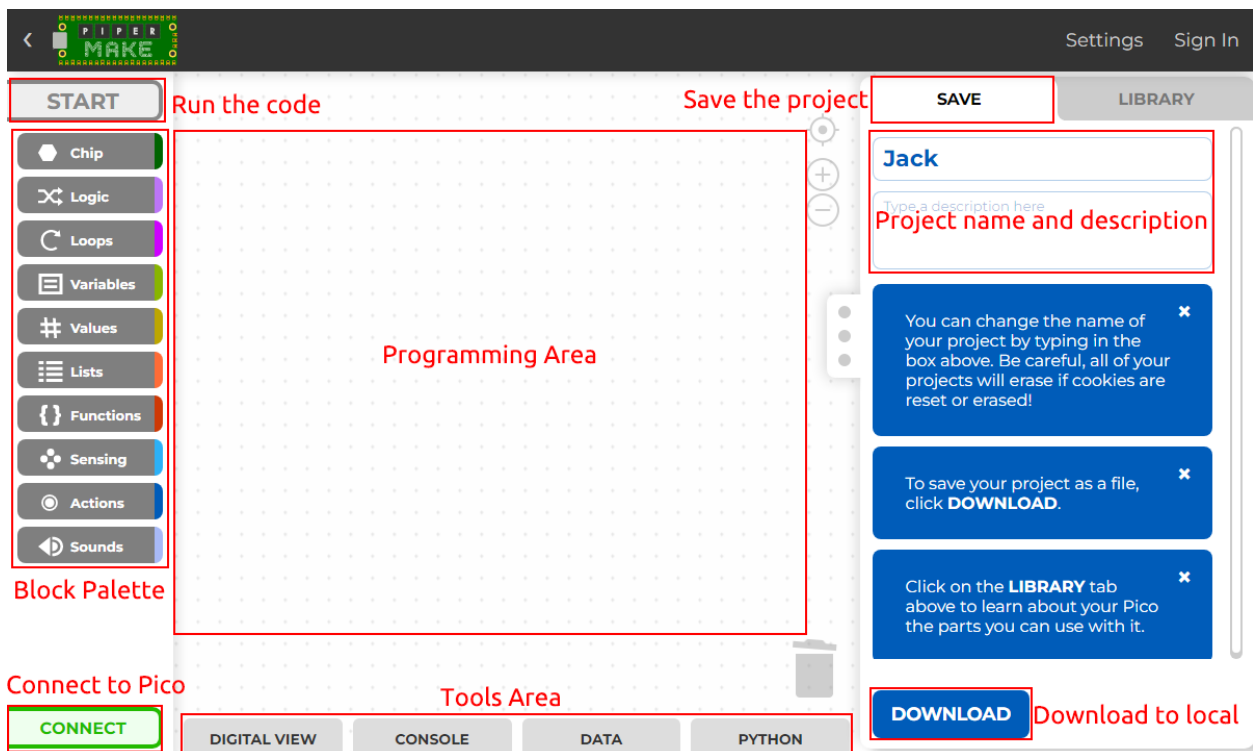 PIPER
MAKE
Settings
Sign In
START
Run the code
Save the project
SAVE
LIBRARY
Chip
Logic
Loops
Variables
Values
Lists
Functions
Sensing
Actions
Sounds
Block Palette
Programming Area
Jack
Type a description here
Project name and description
You can change the name of
your project by typing in the
box above. Be careful, all of your
projects will erase if cookies are
reset or erased!
To save your project as a file,
click DOWNLOAD.
Click on the LIBRARY tab
above to learn about your Pico
the parts you can use with it.
Connect to Pico
CONNECT
Tools Area
DIGITAL VIEW
CONSOLE
DATA
PYTHON
DOWNLOAD
Download to local